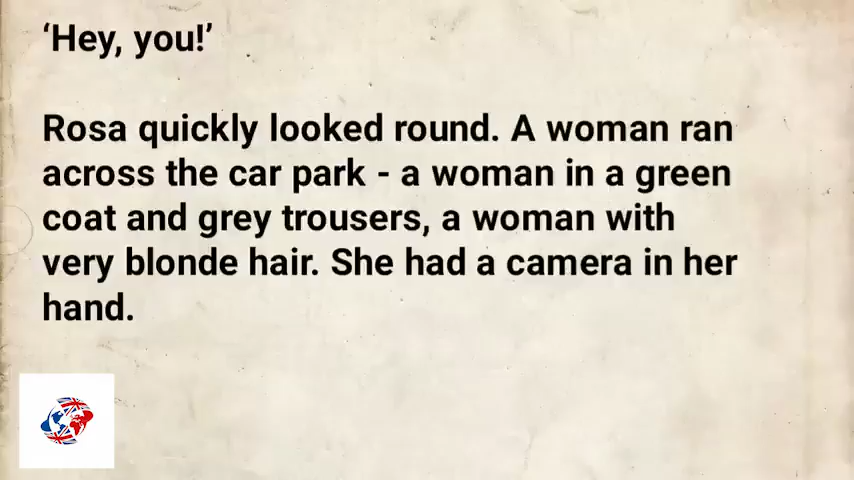 ‘Hey, you!’
Rosa quickly looked round. A woman ran
across the car park - a woman in a green
coat and grey trousers, a woman with
very blonde hair. She had a camera in her
hand.